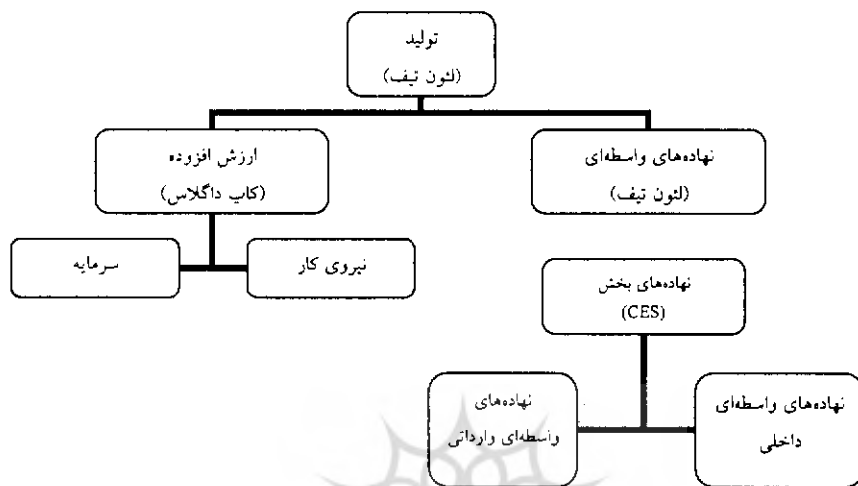 تولید
(لئون تیف)
نهاده‌های واسطه‌ای
(لئون تیف)
ارزش افزوده
(کاب داگلاس)
نیروی کار
سرمایه
نهاده‌های بخش
(CES)
نهاده‌های واسطه‌ای
داخلی
نهاده‌های
واسطه‌ای وارداتی